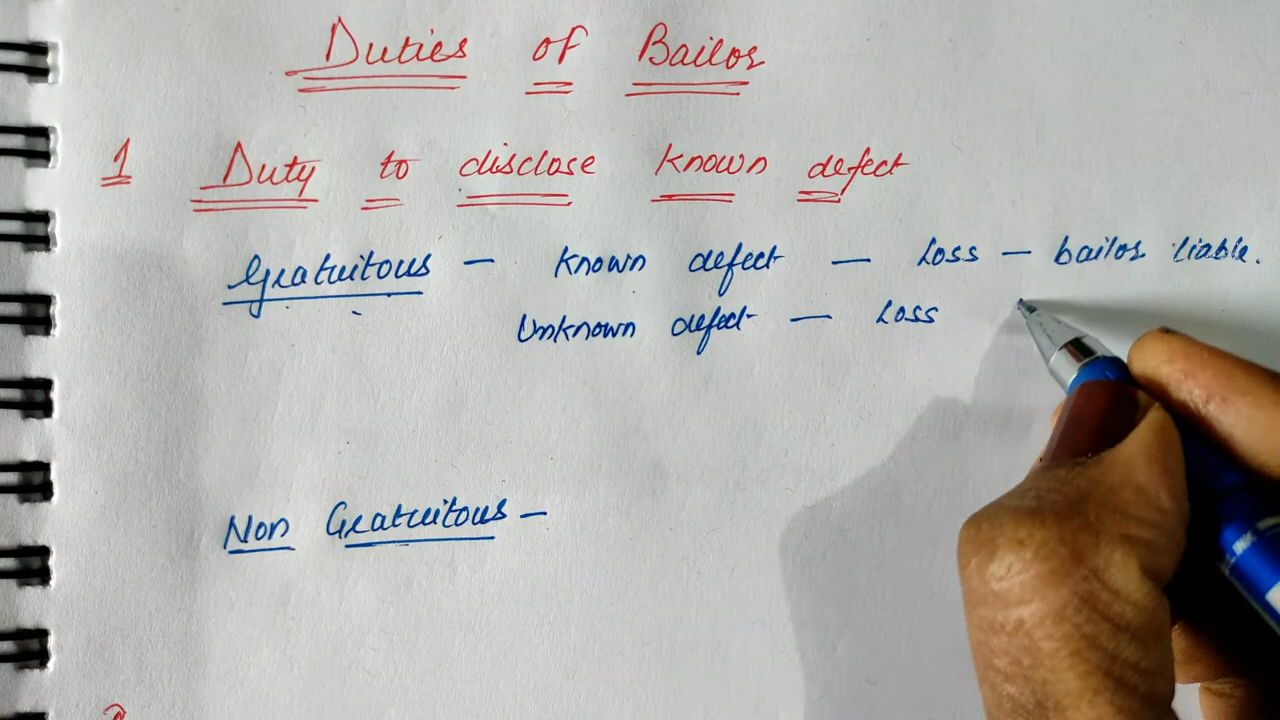 Duties of Bailor
1 Duty to disclose known defect
Gratuitous — Known defect — Loss — bailor liable.
Unknown defect — Loss
Non Gratuitous —